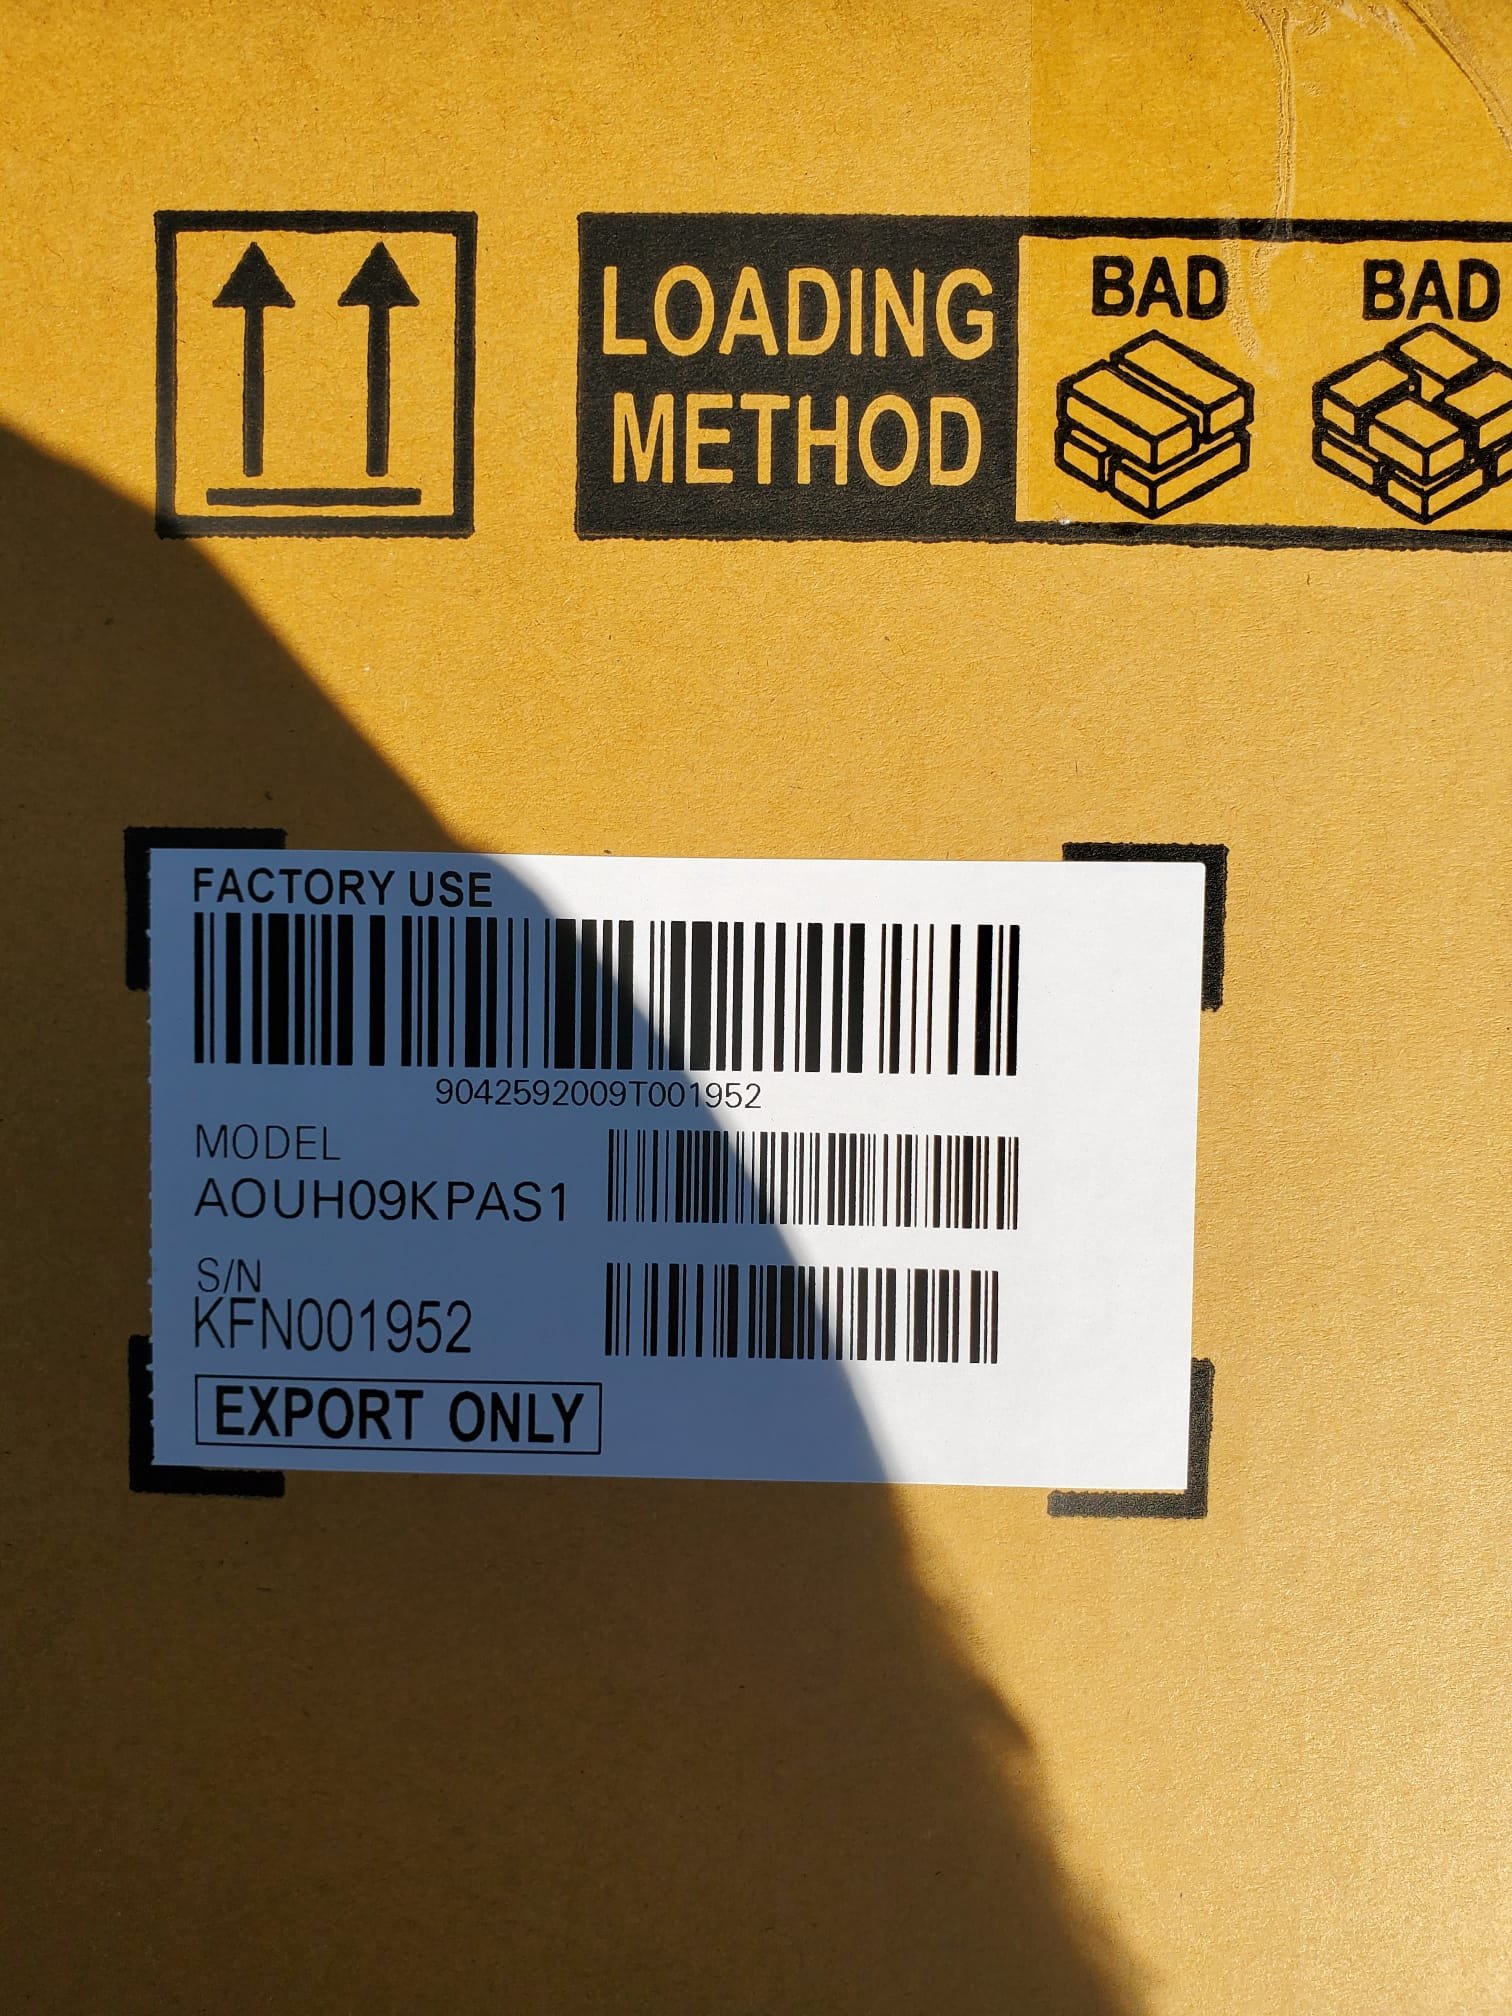 LOADING
METHOD
BAD
BAD
FACTORY USE
9042592009T001952
MODEL
AOUH09KPAS1
S/N
KFN001952
EXPORT ONLY